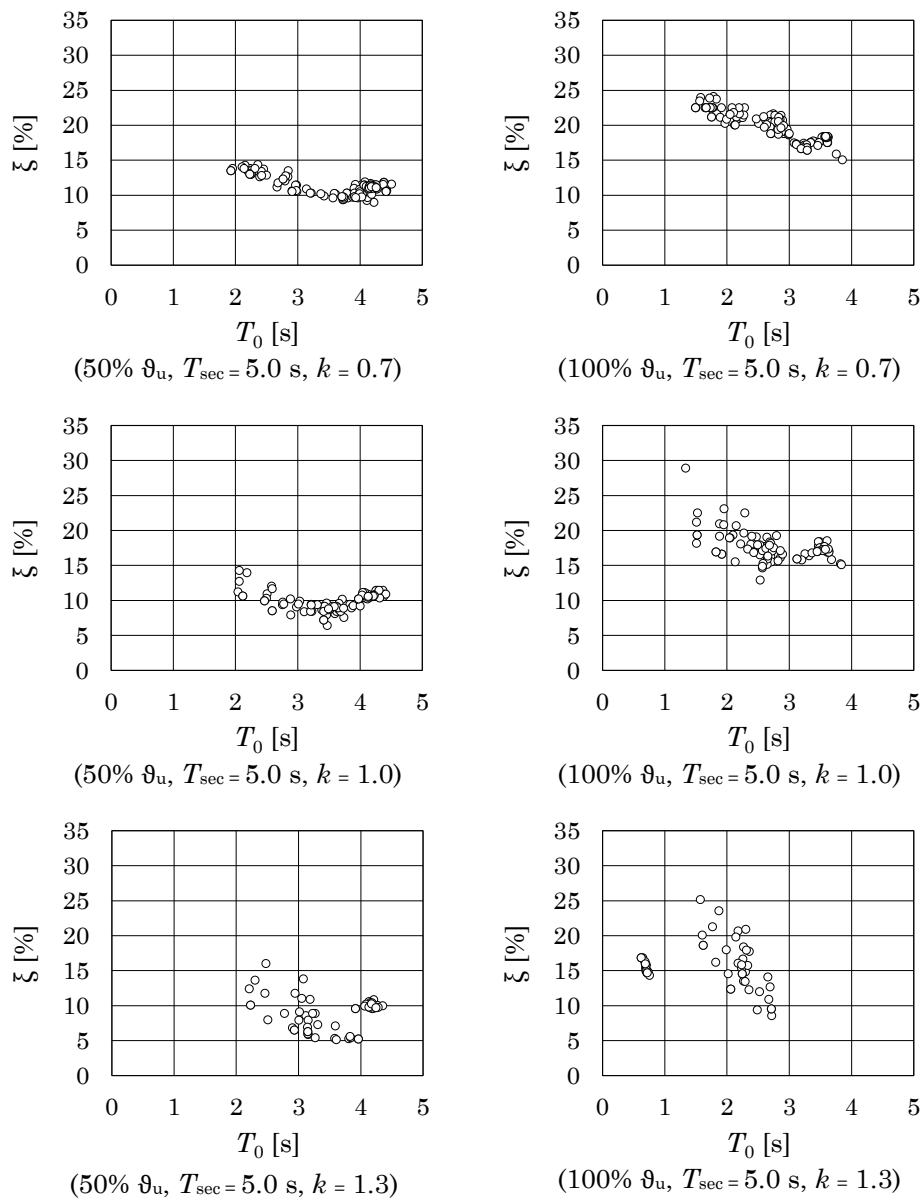 35
30
25
20
15
10
5
0
ξ [%]
0 1 2 3 4 5
T0 [s]
(50% ϑu, Tsec = 5.0 s, k = 0.7)
35
30
25
20
15
10
5
0
ξ [%]
0 1 2 3 4 5
T0 [s]
(100% ϑu, Tsec = 5.0 s, k = 0.7)
35
30
25
20
15
10
5
0
ξ [%]
0 1 2 3 4 5
T0 [s]
(50% ϑu, Tsec = 5.0 s, k = 1.0)
35
30
25
20
15
10
5
0
ξ [%]
0 1 2 3 4 5
T0 [s]
(100% ϑu, Tsec = 5.0 s, k = 1.0)
35
30
25
20
15
10
5
0
ξ [%]
0 1 2 3 4 5
T0 [s]
(50% ϑu, Tsec = 5.0 s, k = 1.3)
35
30
25
20
15
10
5
0
ξ [%]
0 1 2 3 4 5
T0 [s]
(100% ϑu, Tsec = 5.0 s, k = 1.3)